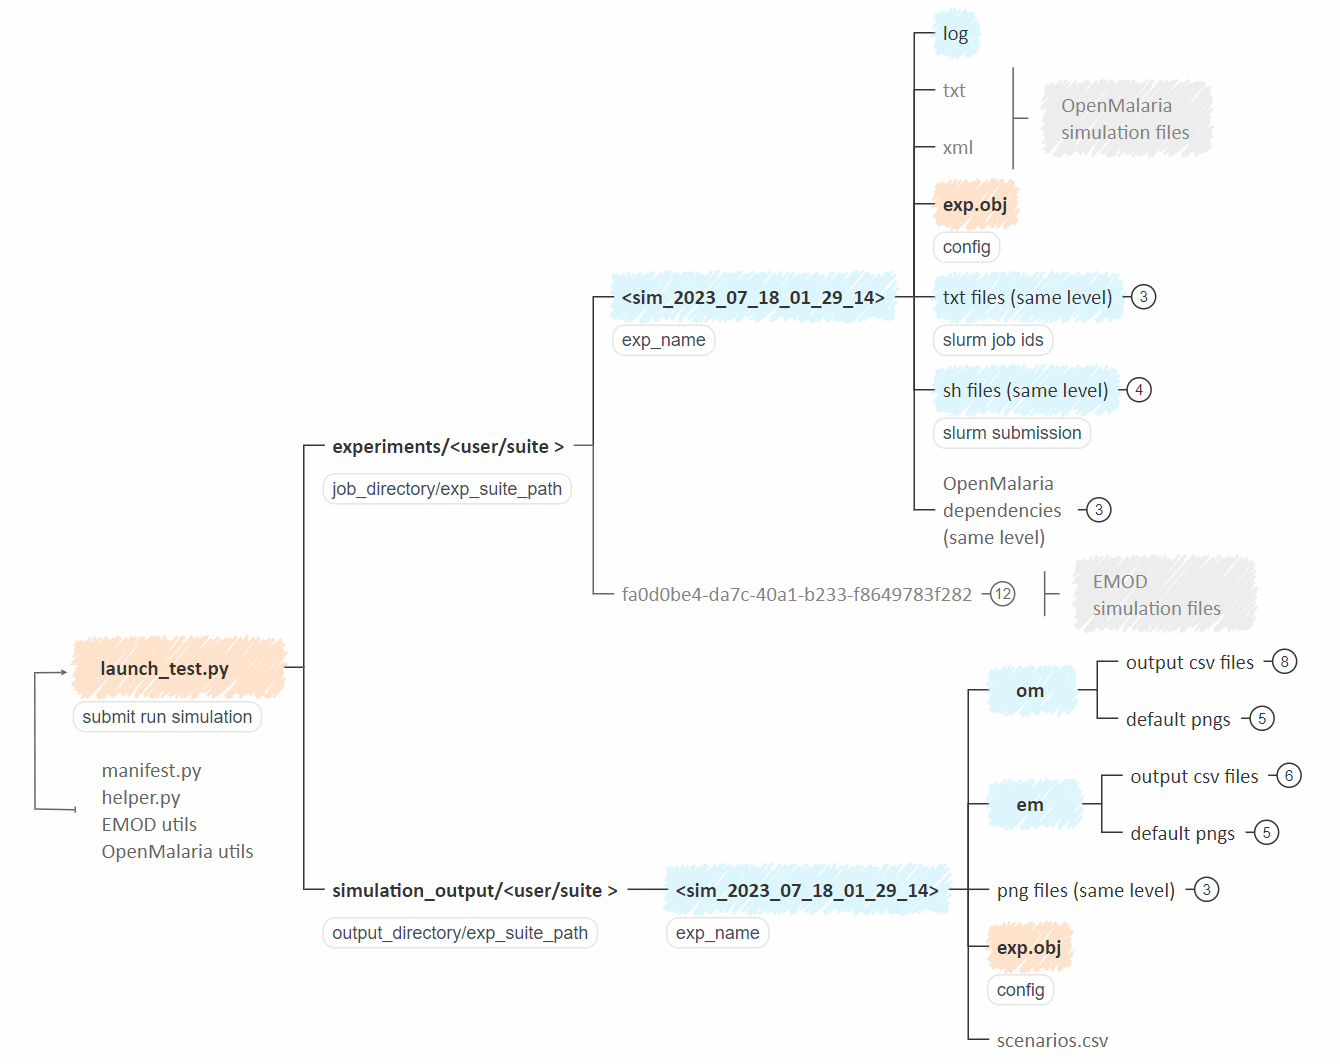 log
txt
xml
OpenMalaria
simulation files
exp.obj
config
<sim_2023_07_18_01_29_14>
exp_name
txt files (same level)
3
slurm job ids
sh files (same level)
4
slurm submission
experiments/<user/suite >
job_directory/exp_suite_path
OpenMalaria
dependencies
(same level)
3
fa0d0be4-da7c-40a1-b233-f8649783f282
12
EMOD
simulation files
launch_test.py
submit run simulation
manifest.py
helper.py
EMOD utils
OpenMalaria utils
om
output csv files
8
default pngs
5
em
output csv files
6
default pngs
5
simulation_output/<user/suite >
output_directory/exp_suite_path
<sim_2023_07_18_01_29_14>
exp_name
png files (same level)
3
exp.obj
config
scenarios.csv